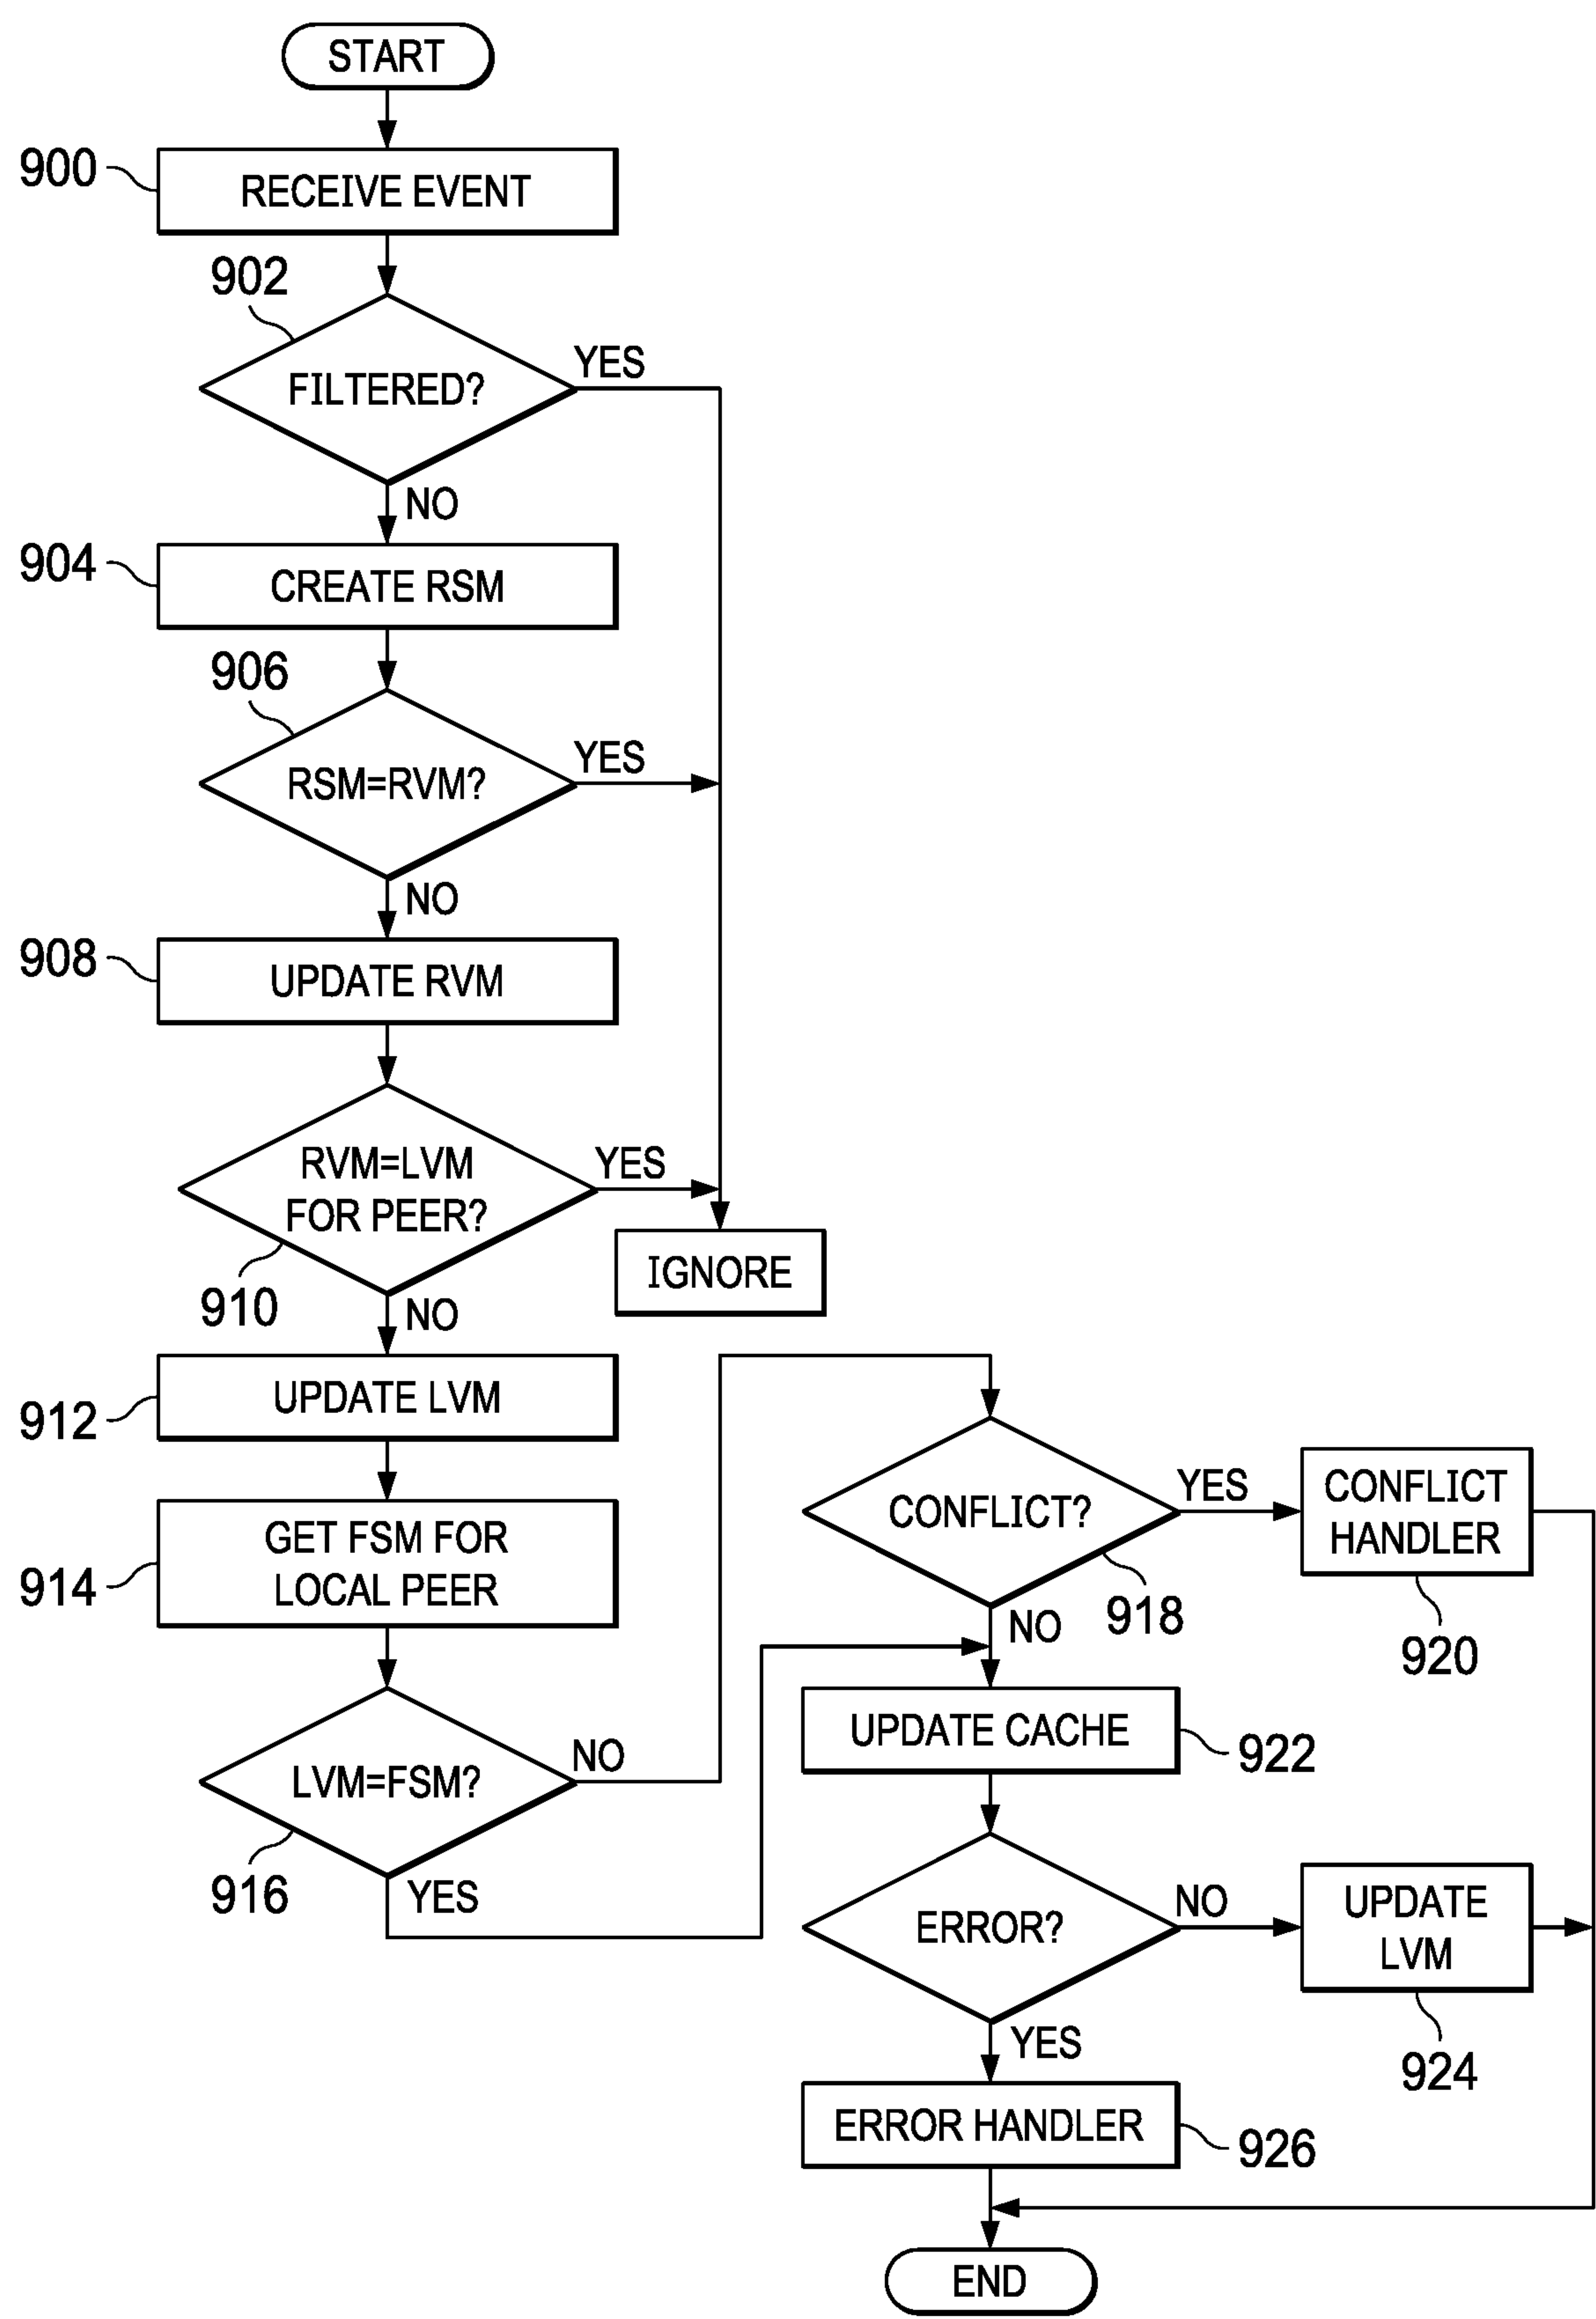 START
900
RECEIVE EVENT
902
FILTERED?
YES
NO
904
CREATE RSM
906
RSM=RVM?
YES
NO
908
UPDATE RVM
RVM=LVM
FOR PEER?
YES
910
NO
IGNORE
912
UPDATE LVM
914
GET FSM FOR
LOCAL PEER
LVM=FSM?
NO
916
YES
CONFLICT?
YES
918
NO
CONFLICT
HANDLER
920
UPDATE CACHE
922
ERROR?
NO
UPDATE
LVM
924
YES
ERROR HANDLER
926
END